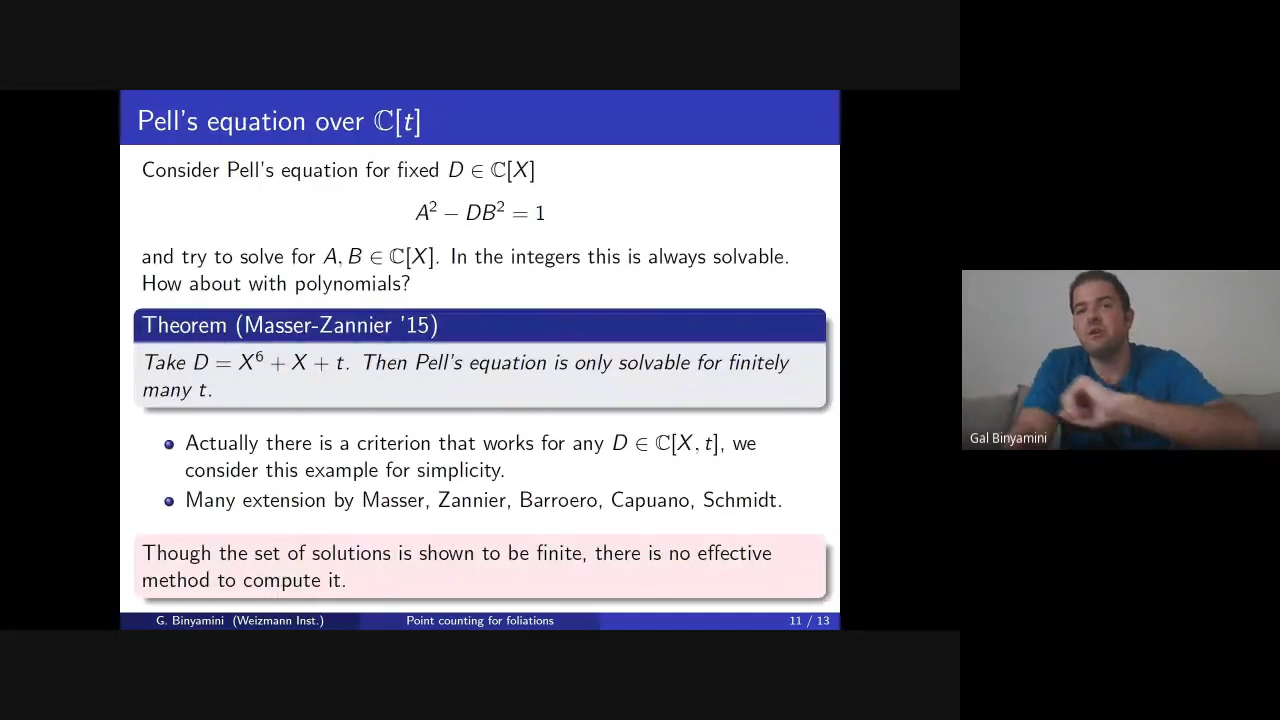 Pell's equation over ℂ[t]
Consider Pell's equation for fixed D ∈ ℂ[X]
A² − DB² = 1
and try to solve for A, B ∈ ℂ[X]. In the integers this is always solvable.
How about with polynomials?
Theorem (Masser-Zannier '15)
Take D = X⁶ + X + t. Then Pell's equation is only solvable for finitely
many t.
Actually there is a criterion that works for any D ∈ ℂ[X, t], we
consider this example for simplicity.
Many extension by Masser, Zannier, Barroero, Capuano, Schmidt.
Though the set of solutions is shown to be finite, there is no effective
method to compute it.
G. Binyamini (Weizmann Inst.) Point counting for foliations 11 / 13
Gal Binyamini